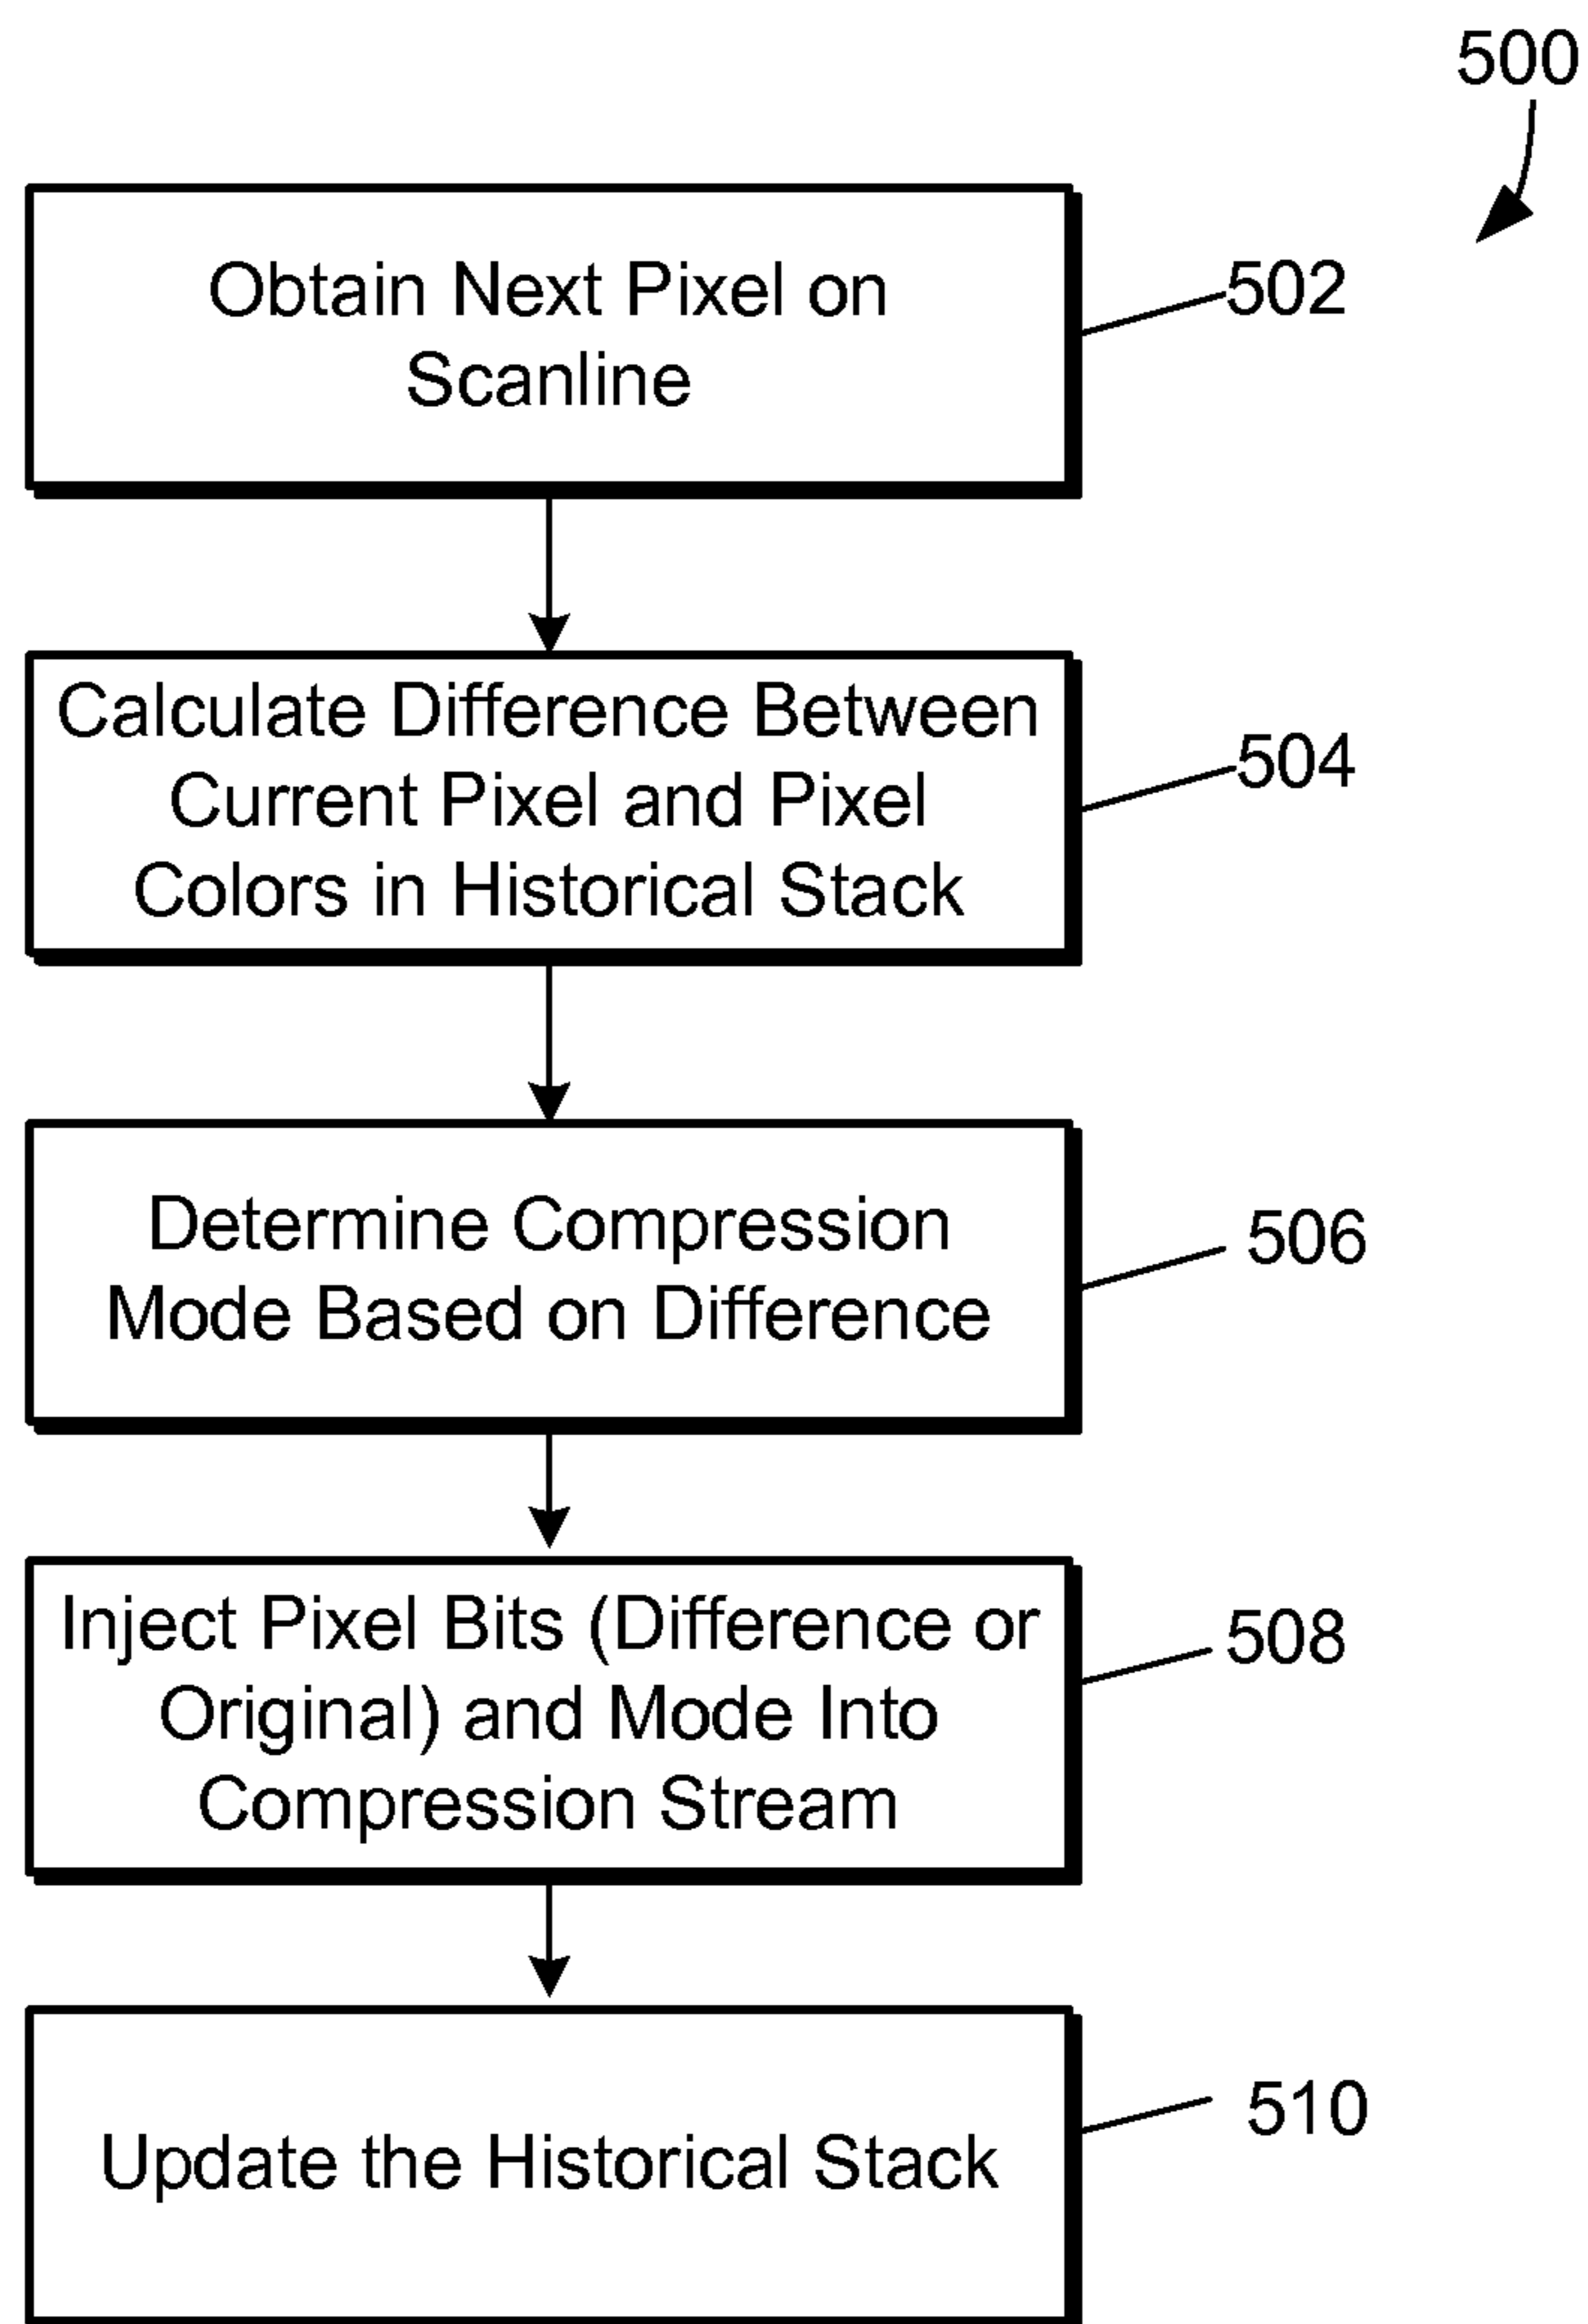 500
Obtain Next Pixel on
Scanline
502
Calculate Difference Between
Current Pixel and Pixel
Colors in Historical Stack
504
Determine Compression
Mode Based on Difference
506
Inject Pixel Bits (Difference or
Original) and Mode Into
Compression Stream
508
Update the Historical Stack
510